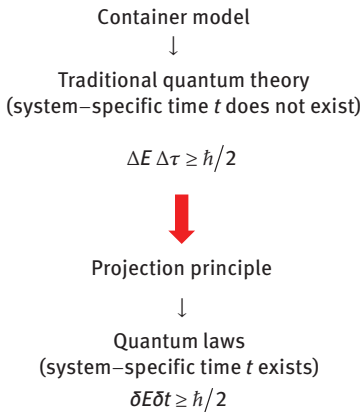 Container model
↓
Traditional quantum theory
(system–specific time t does not exist)
ΔE Δτ ≥ ℏ/2
Projection principle
↓
Quantum laws
(system–specific time t exists)
δEδt ≥ ℏ/2